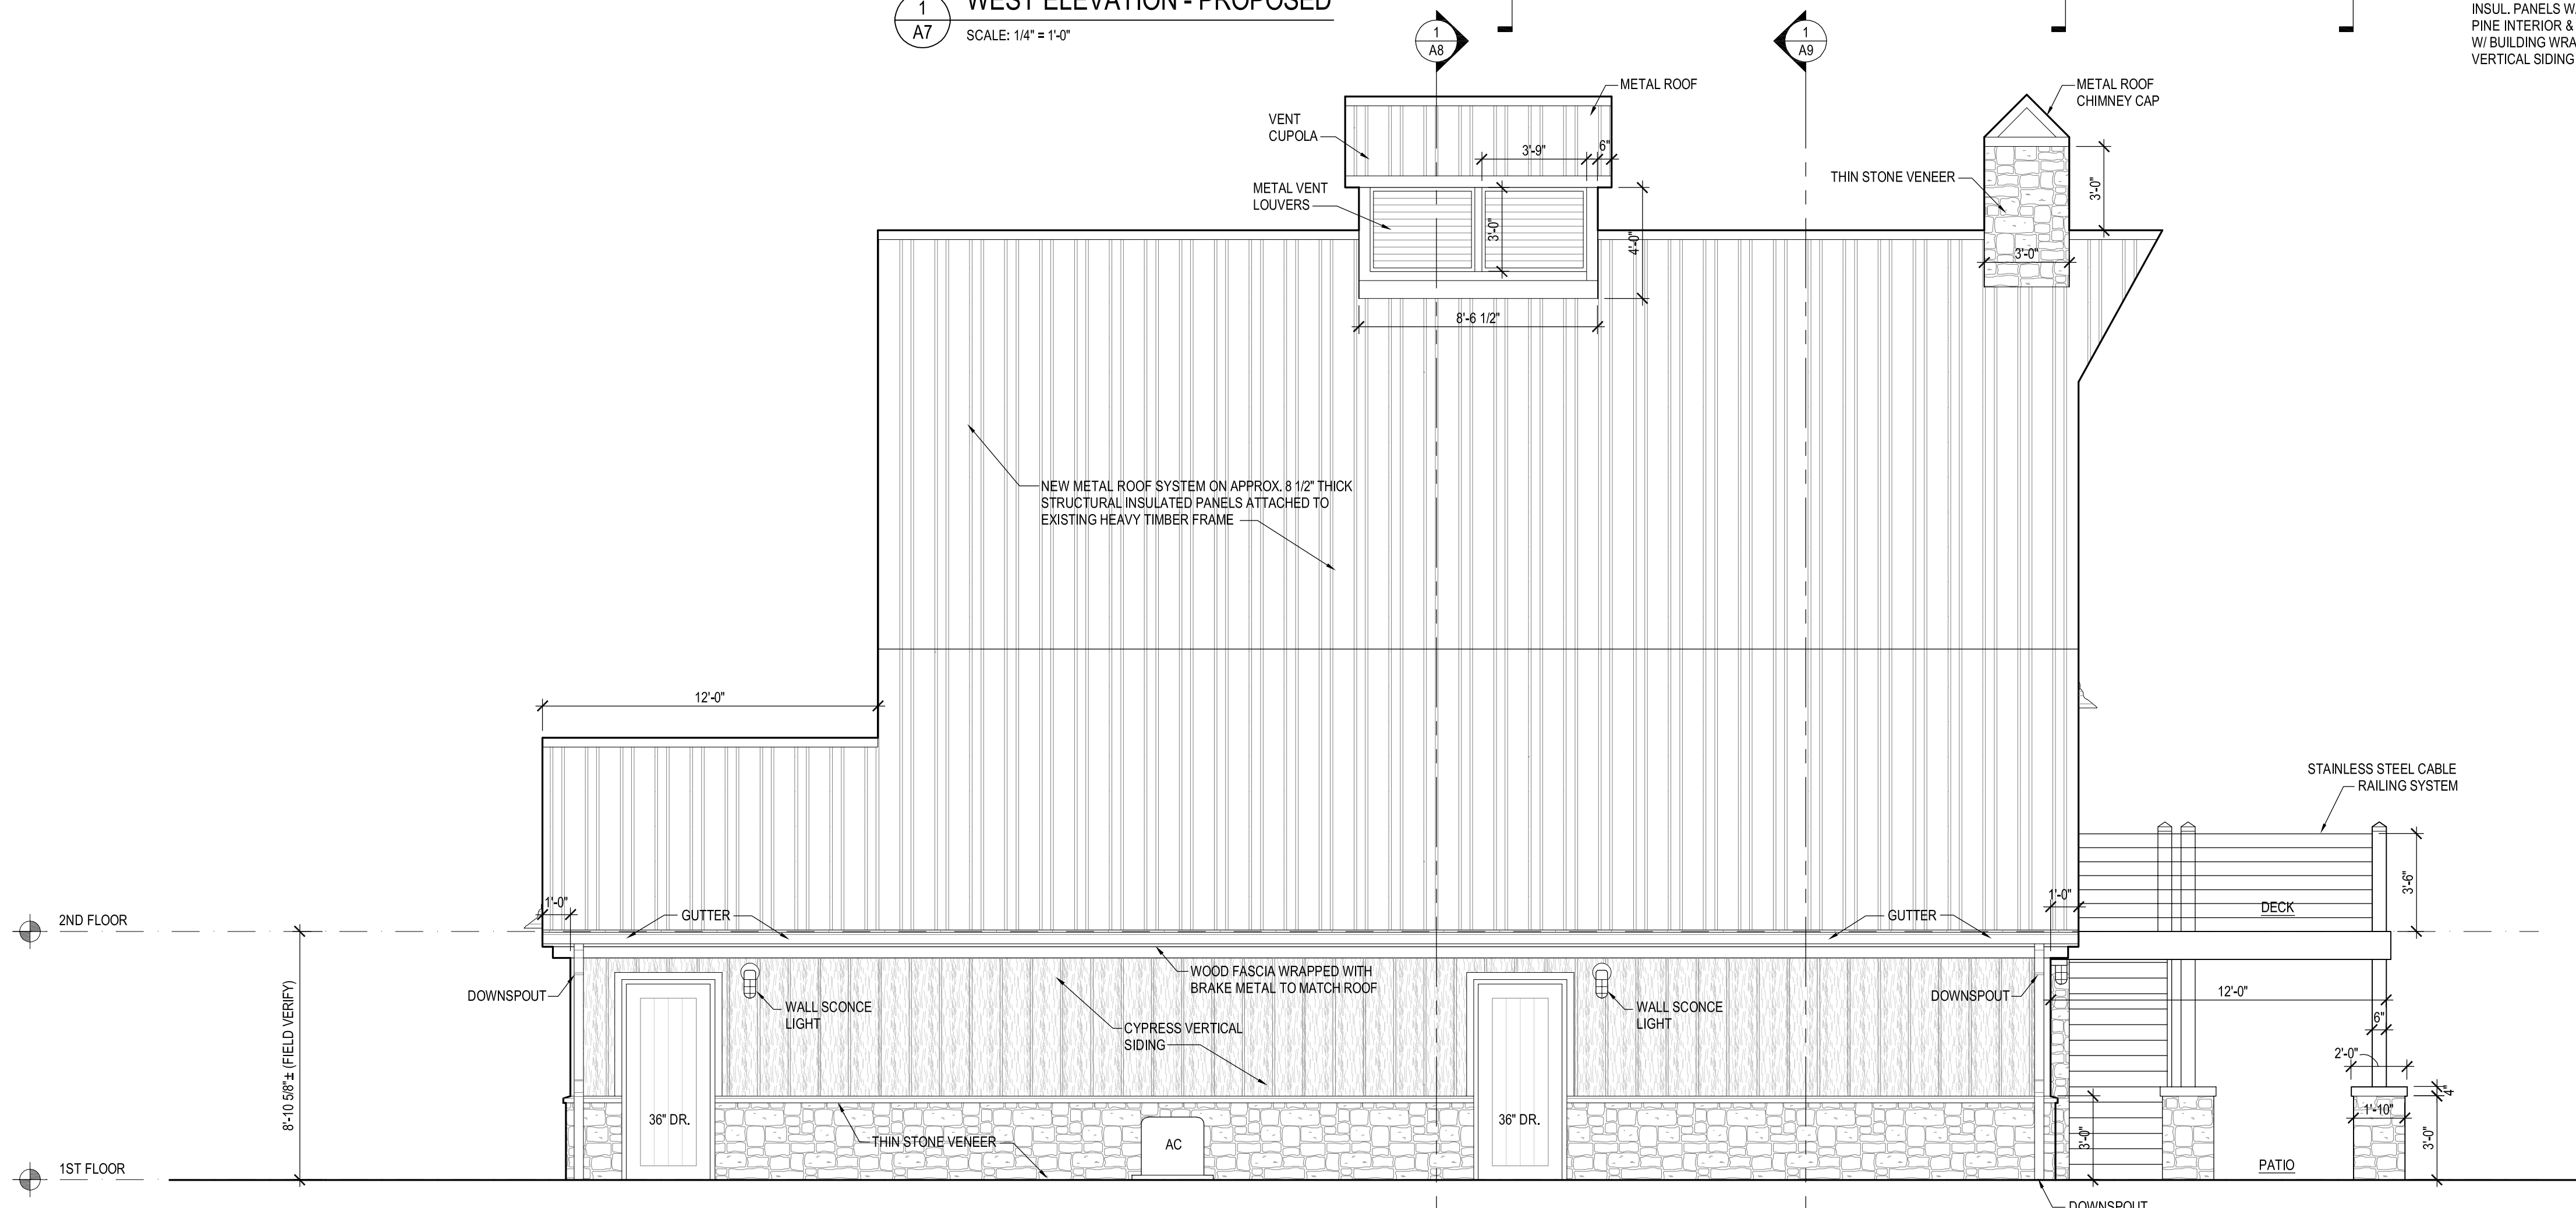 1
A7
WEST ELEVATION - PROPOSED
SCALE: 1/4" = 1'-0"
1
A8
1
A9
INSUL. PANELS W
PINE INTERIOR &
W/ BUILDING WRA
VERTICAL SIDING
METAL ROOF
VENT
CUPOLA
3'-9"
6"
METAL VENT
LOUVERS
3'-0"
4'-0"
8'-6 1/2"
METAL ROOF
CHIMNEY CAP
THIN STONE VENEER
3'-0"
3'-0"
NEW METAL ROOF SYSTEM ON APPROX. 8 1/2" THICK
STRUCTURAL INSULATED PANELS ATTACHED TO
EXISTING HEAVY TIMBER FRAME
12'-0"
STAINLESS STEEL CABLE
RAILING SYSTEM
3'-6"
2ND FLOOR
1'-0"
GUTTER
GUTTER
1'-0"
DECK
8'-10 5/8"± (FIELD VERIFY)
DOWNSPOUT
WALL SCONCE
LIGHT
WOOD FASCIA WRAPPED WITH
BRAKE METAL TO MATCH ROOF
CYPRESS VERTICAL
SIDING
WALL SCONCE
LIGHT
DOWNSPOUT
12'-0"
6"
2'-0"
4"
1'-10"
3'-0"
3'-0"
36" DR.
THIN STONE VENEER
AC
36" DR.
PATIO
1ST FLOOR
DOWNSPOUT